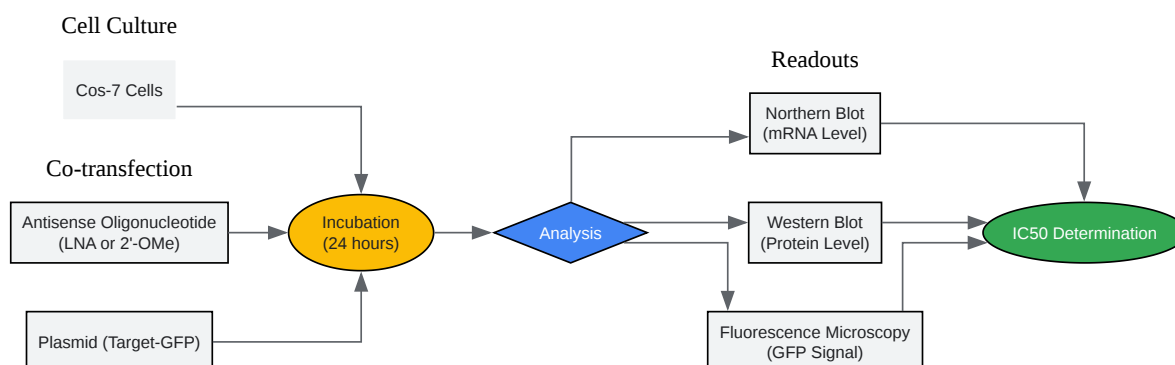 Cell Culture
Cos-7 Cells
Co-transfection
Antisense Oligonucleotide
(LNA or 2'-OMe)
Plasmid (Target-GFP)
Incubation
(24 hours)
Analysis
Readouts
Northern Blot
(mRNA Level)
Western Blot
(Protein Level)
Fluorescence Microscopy
(GFP Signal)
IC50 Determination